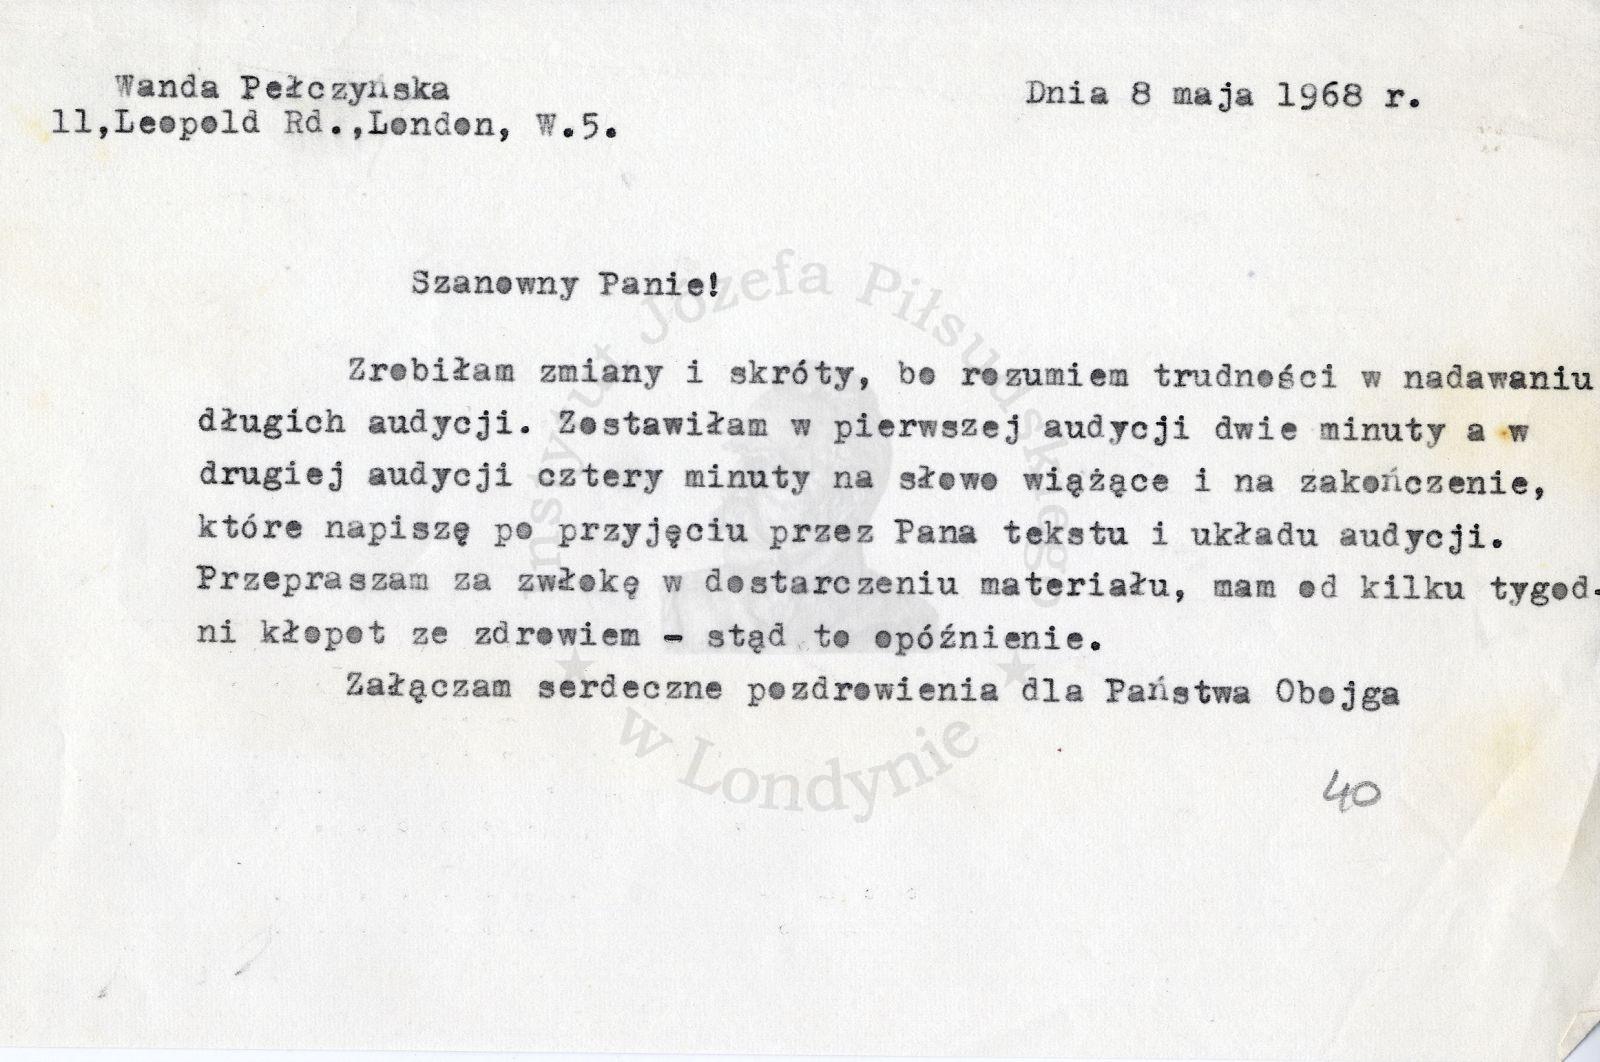 Wanda Pełczyńska
Dnia 8 maja 1968 r.
11,Leopold Rd.,London, W.5.
Szanowny Panie!
Zrobiłam zmiany i skróty, bo rozumiem trudności w nadawaniu
długich audycji. Zostawiłam w pierwszej audycji dwie minuty a w
drugiej audycji cztery minuty na słowo wiążące i na zakończenie,
które napiszę po przyjęciu przez Pana tekstu i układu audycji.
Przepraszam za zwłokę w dostarczeniu materiału, mam od kilku tygod-
ni kłopot ze zdrowiem - stąd to opóźnienie.
Załączam serdeczne pozdrowienia dla Państwa Obojga
40
Instytut Józefa Piłsudskiego
w Londynie